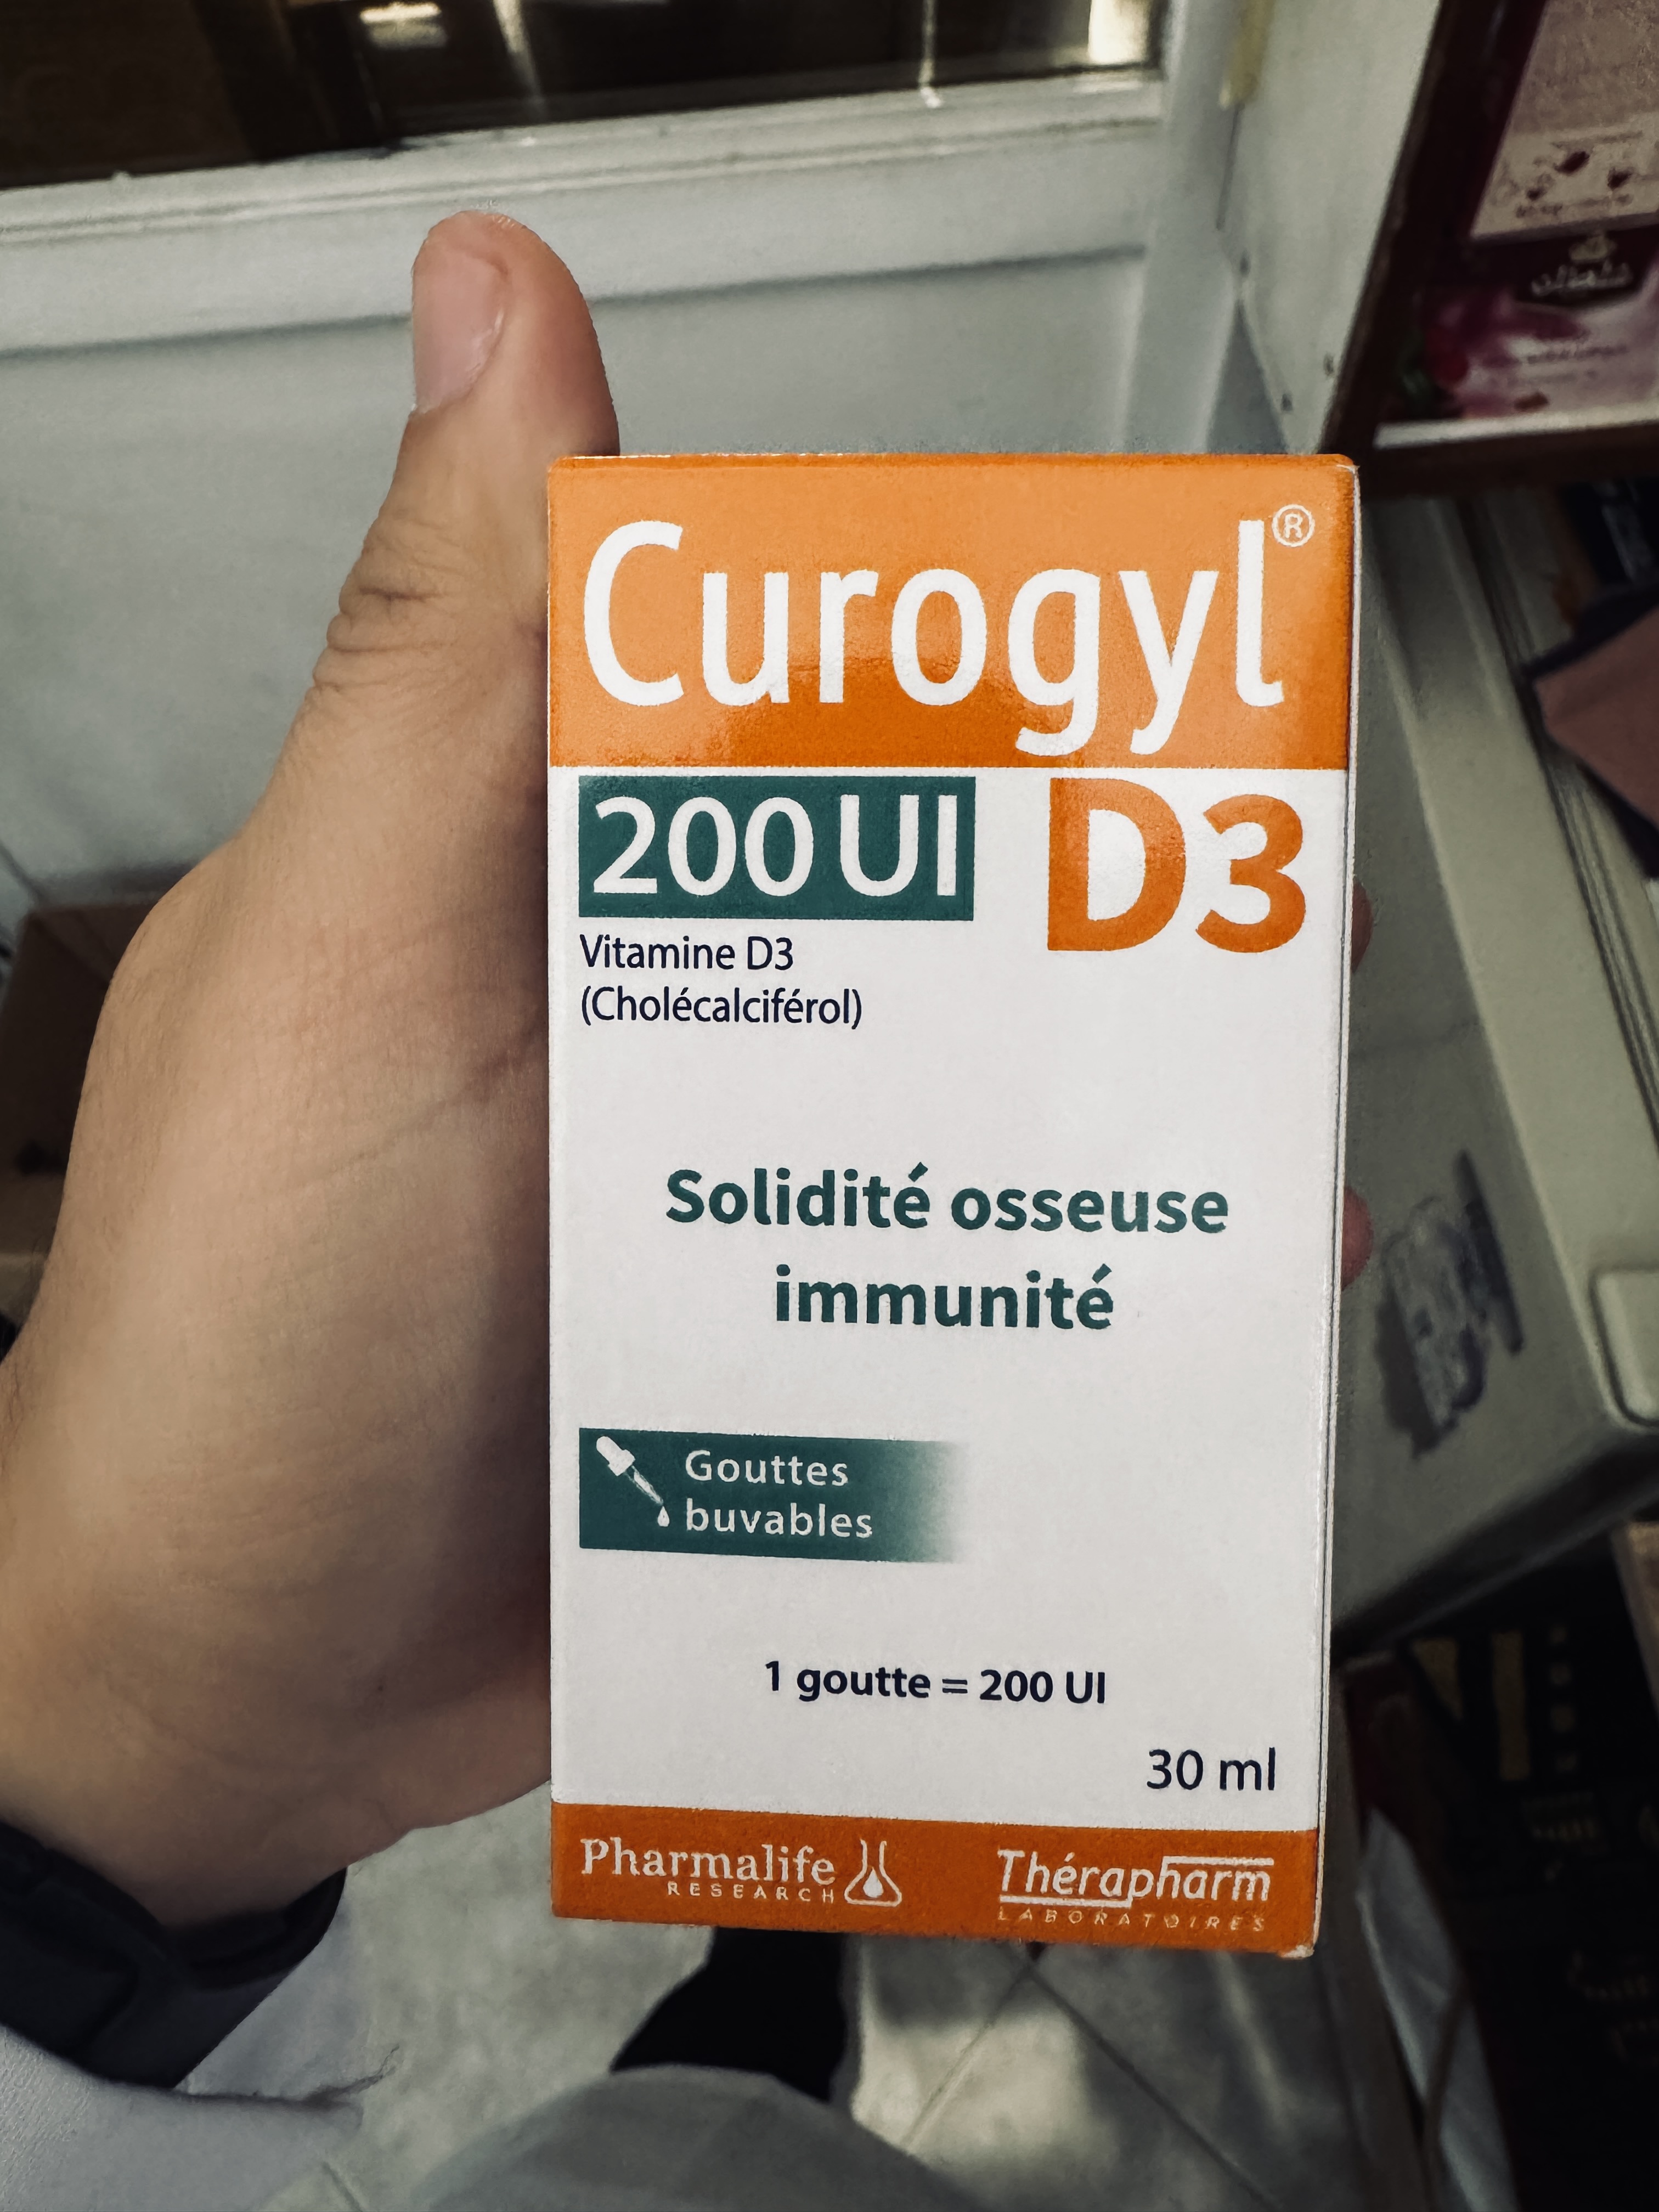 Curogyl®
200 UI D3
Vitamine D3
(Cholécalciférol)
Solidité osseuse
immunité
Gouttes
buvables
1 goutte = 200 UI
30 ml
Pharmalife
RESEARCH
Thérapharm
LABORATOIRES